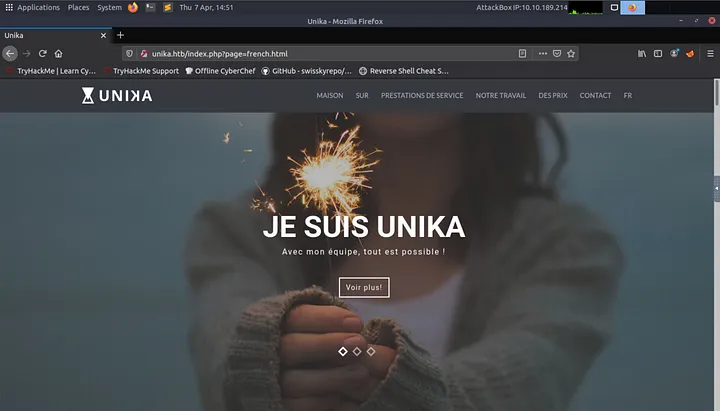 Applications Places System Thu 7 Apr, 14:51 AttackBox IP:10.10.189.214
Unika - Mozilla Firefox
Unika
unika.htb/index.php?page=french.html
TryHackMe | Learn Cy… TryHackMe Support Offline CyberChef GitHub - swisskyrepo/… Reverse Shell Cheat S…
UNIKA MAISON SUR PRESTATIONS DE SERVICE NOTRE TRAVAIL DES PRIX CONTACT FR
JE SUIS UNIKA
Avec mon équipe, tout est possible !
Voir plus!